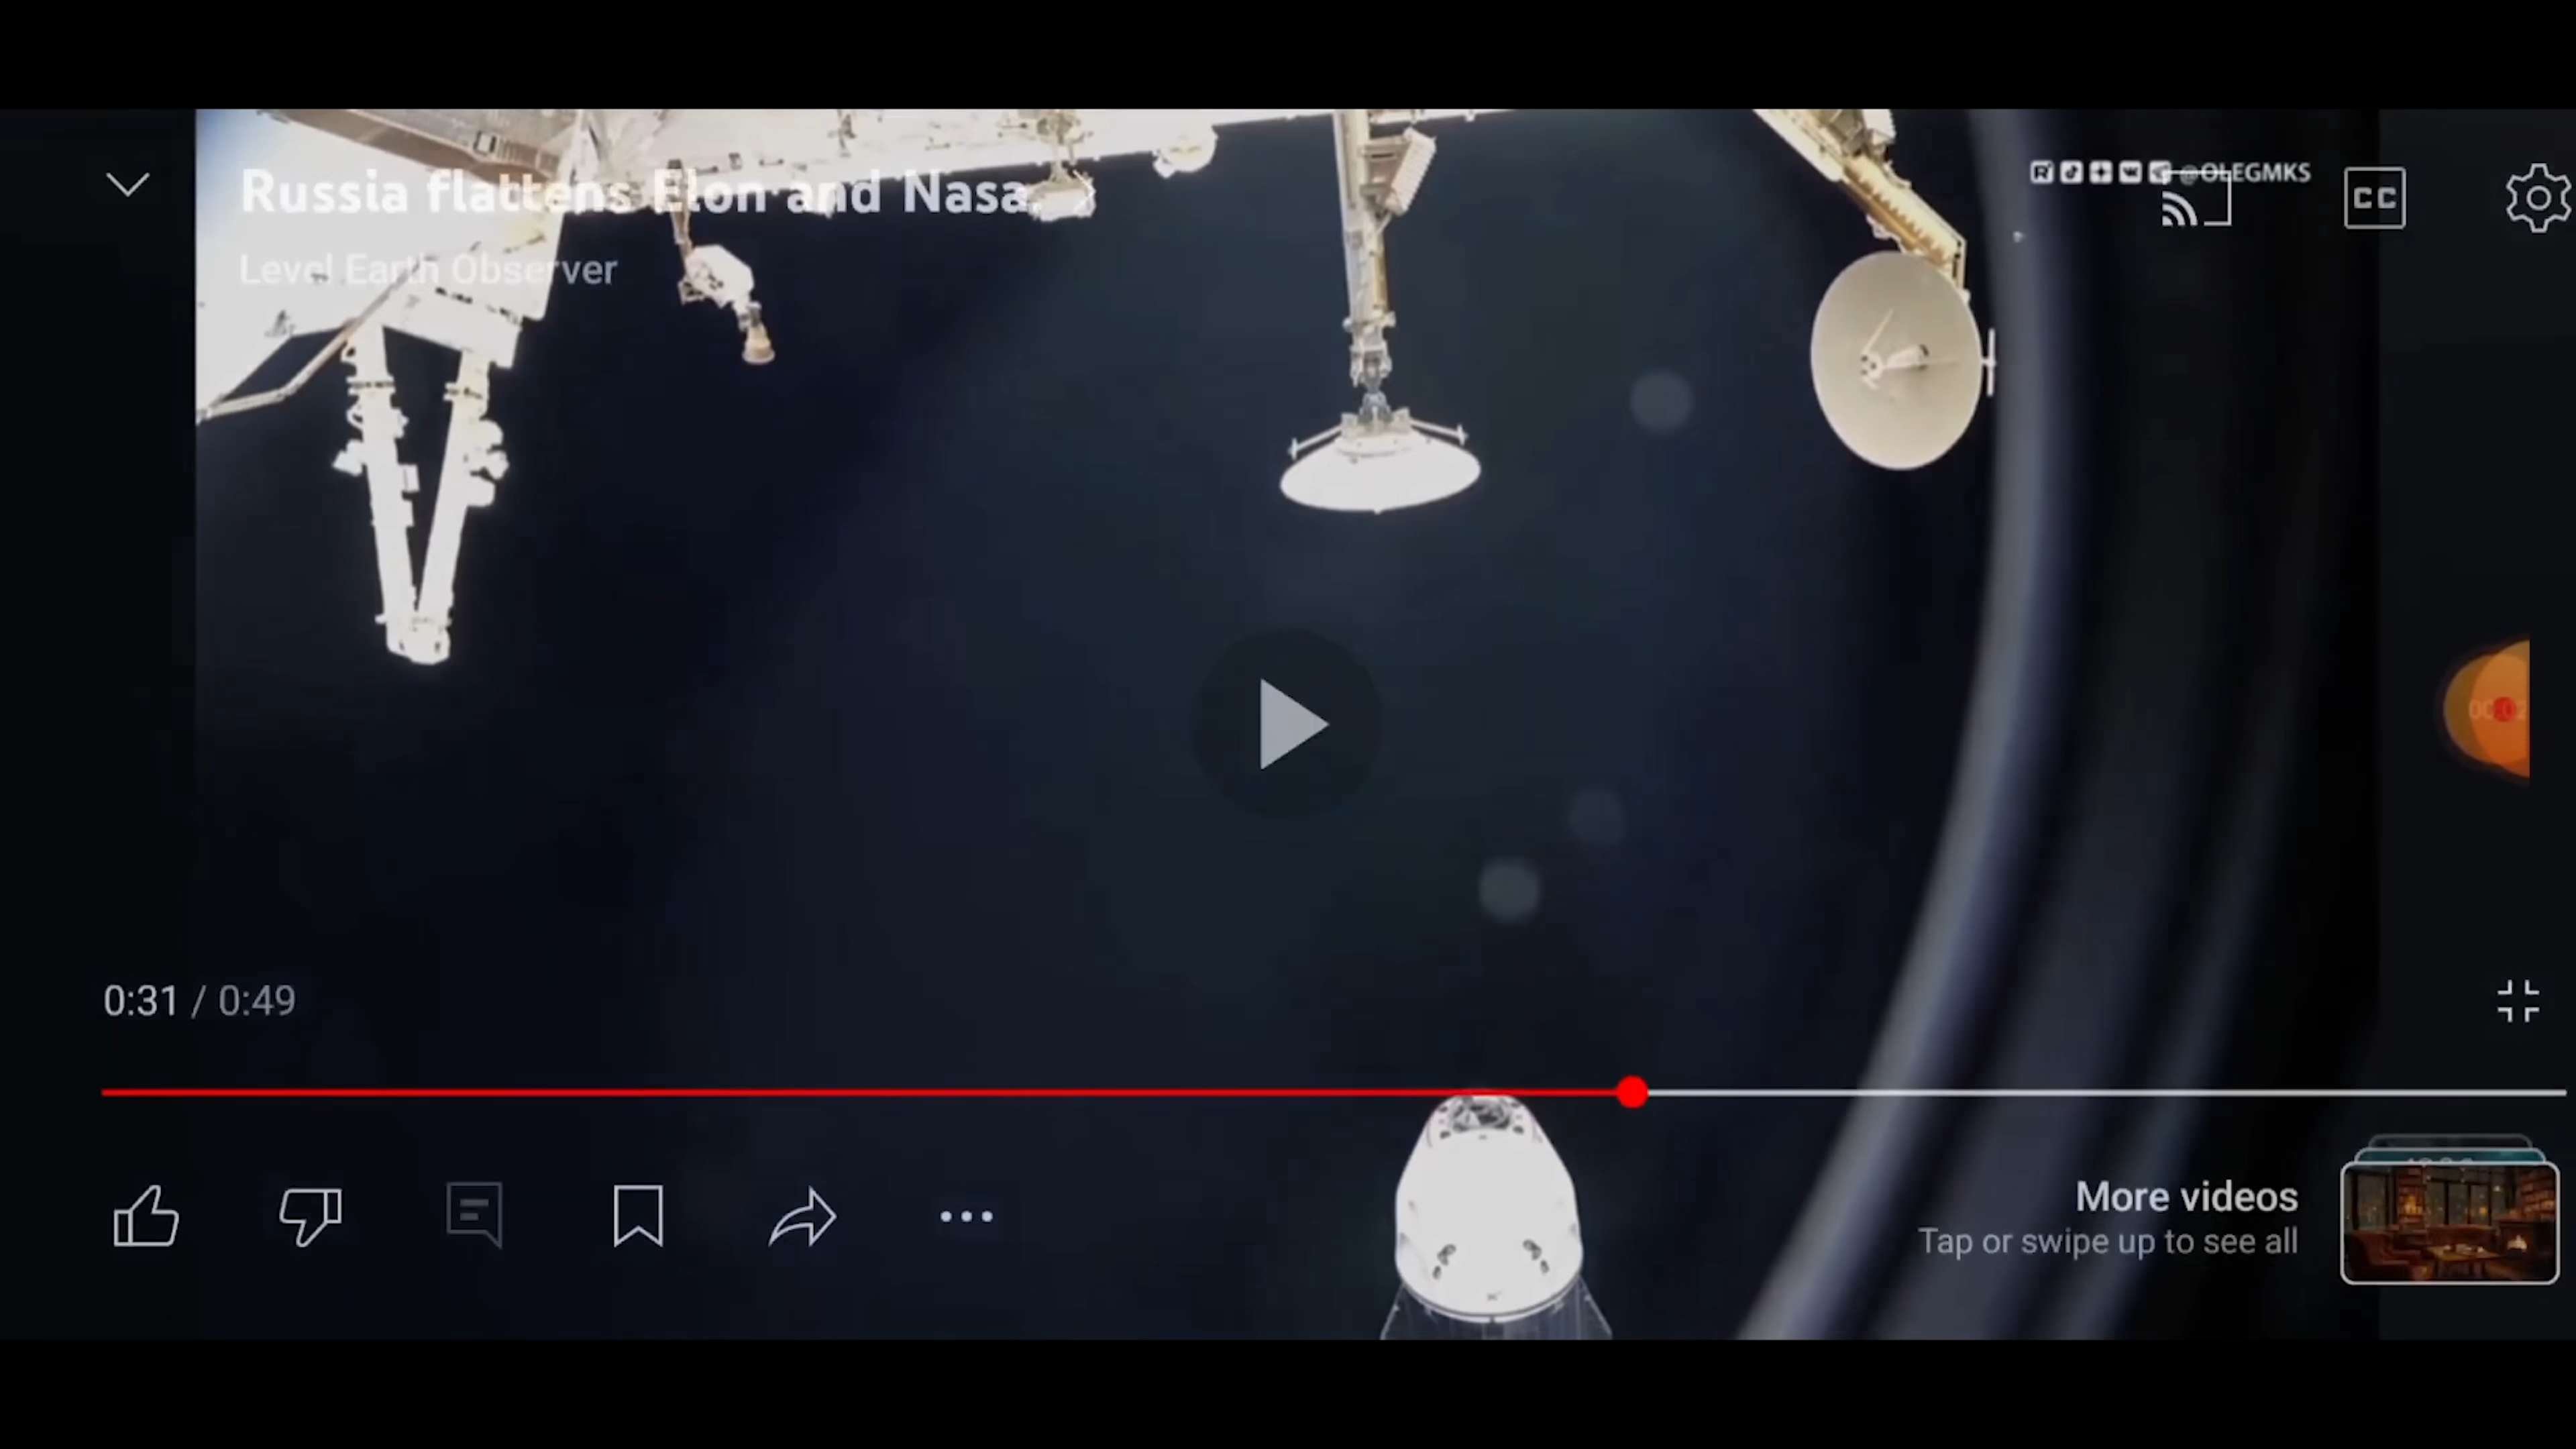 Russia flattens Elon and Nasa.
Level Earth Observer
@OLEGMKS
CC
0:31 / 0:49
More videos
Tap or swipe up to see all